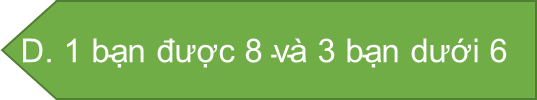 D. 1 bạn được 8 và 3 bạn dưới 6